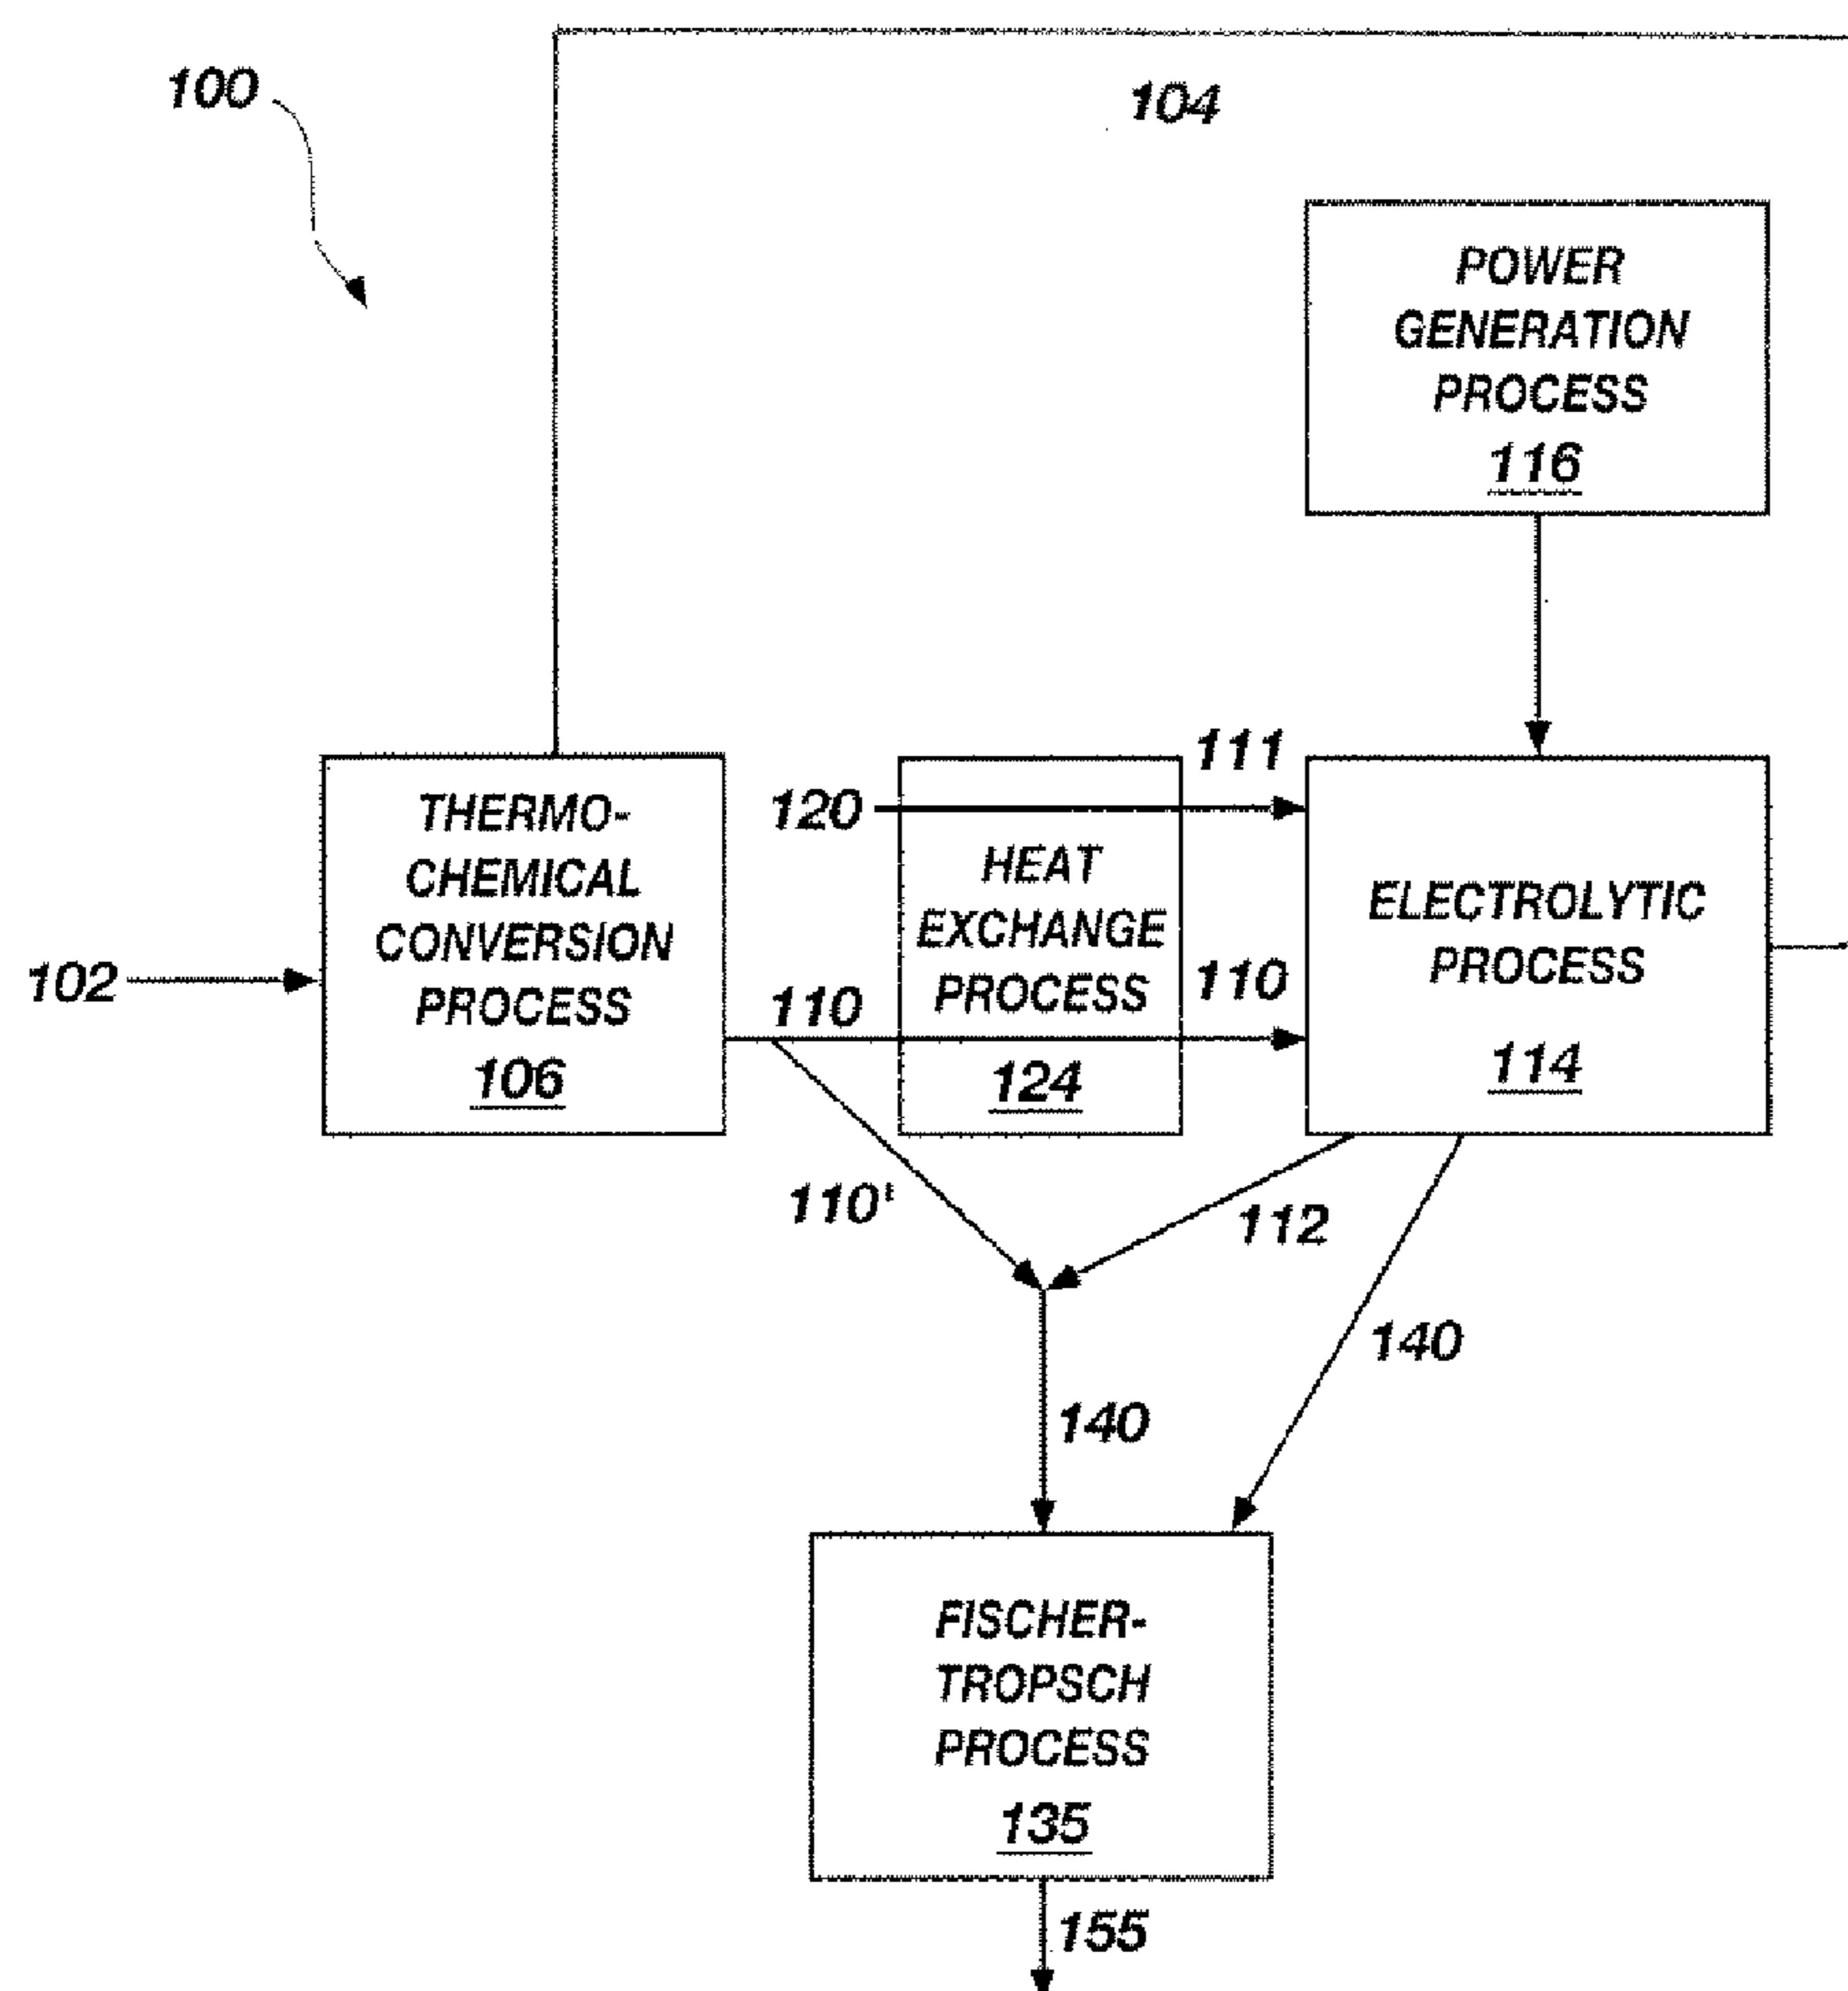 100
104
POWER
GENERATION
PROCESS
116
THERMO-
CHEMICAL
CONVERSION
PROCESS
106
102
120
111
HEAT
EXCHANGE
PROCESS
124
110
110
ELECTROLYTIC
PROCESS
114
110'
112
140
140
FISCHER-
TROPSCH
PROCESS
135
155